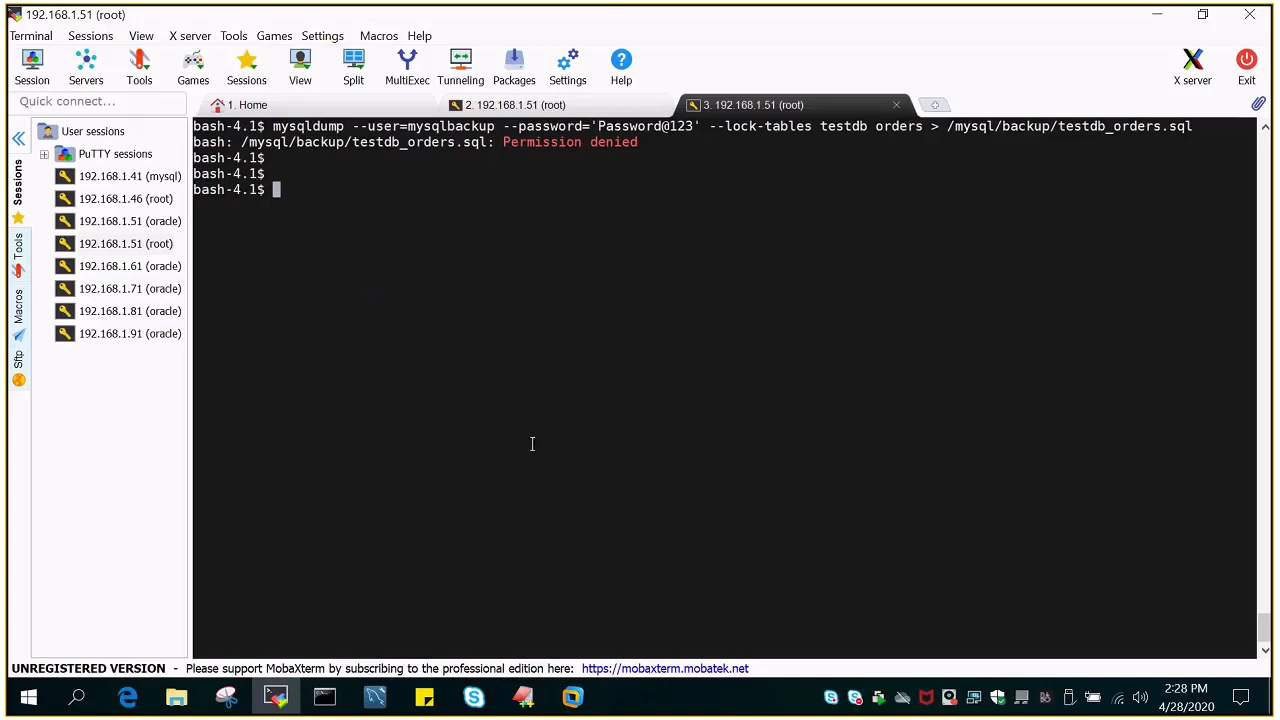 192.168.1.51 (root)
Terminal Sessions View X server Tools Games Settings Macros Help
Session Servers Tools Games Sessions View Split MultiExec Tunneling Packages Settings Help X server Exit
Quick connect...
1. Home
2. 192.168.1.51 (root)
3. 192.168.1.51 (root)
User sessions
PuTTY sessions
192.168.1.41 (mysql)
192.168.1.46 (root)
192.168.1.51 (oracle)
192.168.1.51 (root)
192.168.1.61 (oracle)
192.168.1.71 (oracle)
192.168.1.81 (oracle)
192.168.1.91 (oracle)
Sessions
Tools
Macros
Sftp
bash-4.1$ mysqldump --user=mysqlbackup --password='Password@123' --lock-tables testdb orders > /mysql/backup/testdb_orders.sql
bash: /mysql/backup/testdb_orders.sql: Permission denied
bash-4.1$
bash-4.1$
bash-4.1$
UNREGISTERED VERSION - Please support MobaXterm by subscribing to the professional edition here: https://mobaxterm.mobatek.net
2:28 PM
4/28/2020